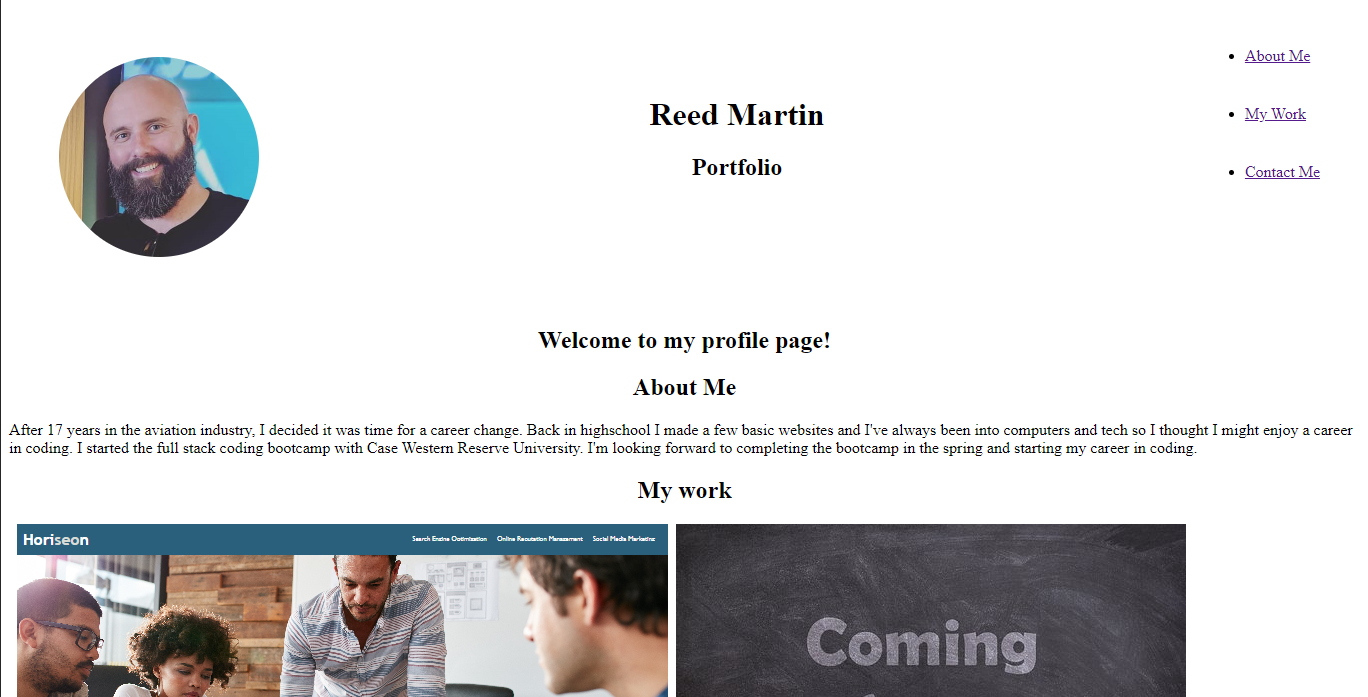 About Me
Reed Martin
My Work
Portfolio
Contact Me
Welcome to my profile page!
About Me
After 17 years in the aviation industry, I decided it was time for a career change. Back in highschool I made a few basic websites and I've always been into computers and tech so I thought I might enjoy a career
in coding. I started the full stack coding bootcamp with Case Western Reserve University. I'm looking forward to completing the bootcamp in the spring and starting my career in coding.
My work
Horiseon
Search Engine Optimization Online Reputation Management Social Media Marketing
Coming